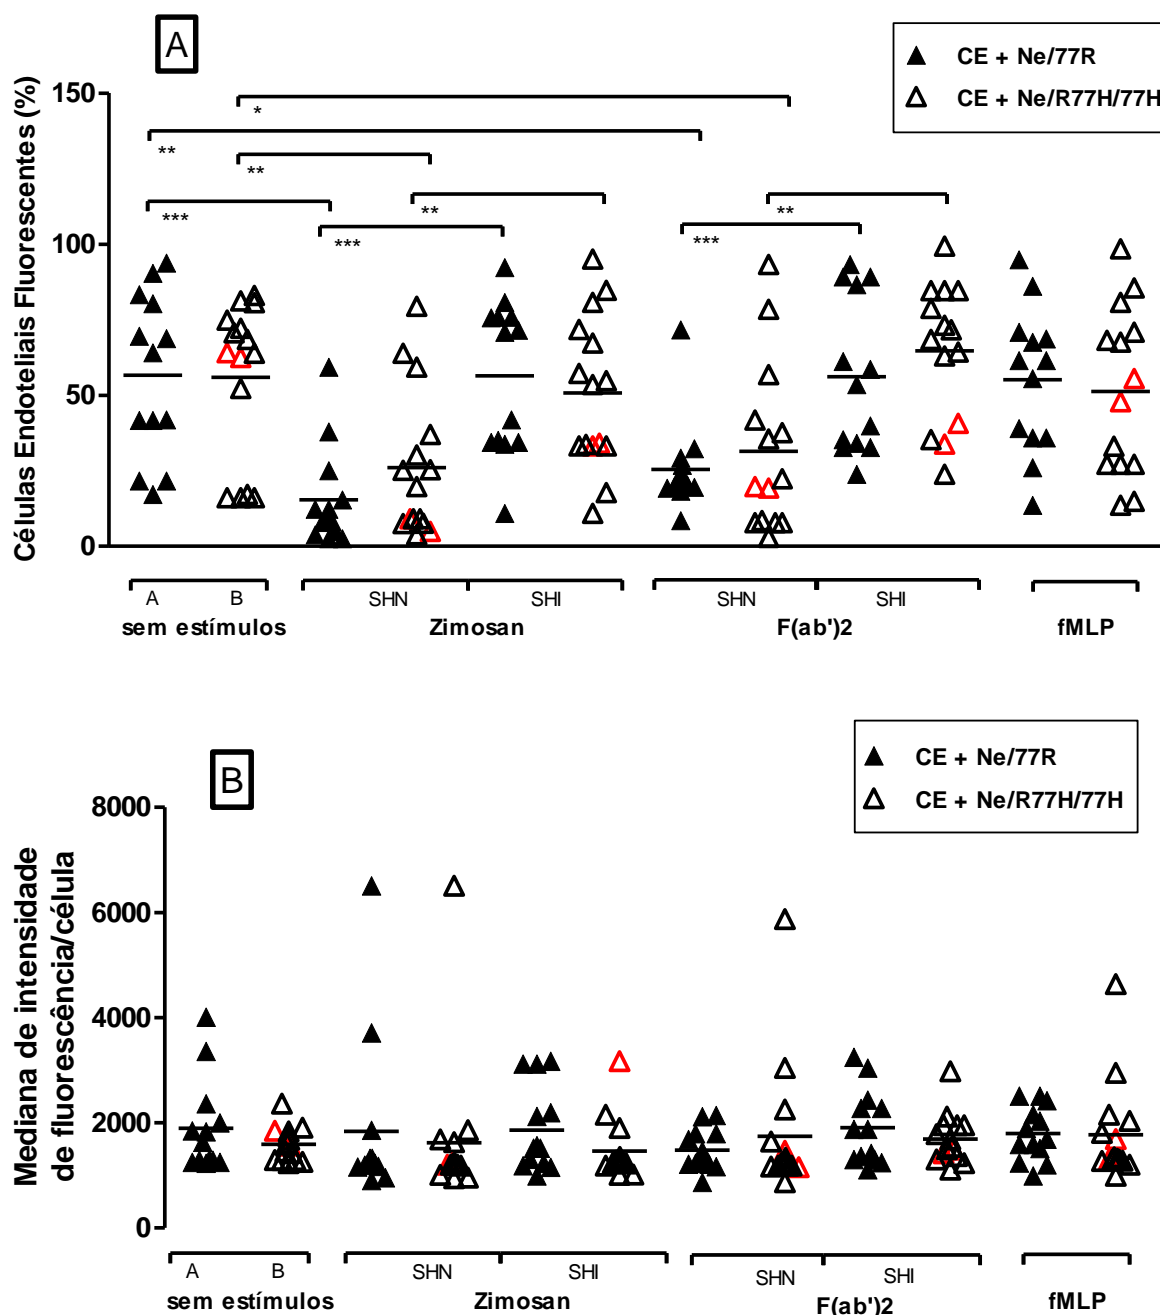 A
CE + Ne/77R
CE + Ne/R77H/77H
Células Endoteliais Fluorescentes (%)
150
100
50
0
*
**
**
***
***
**
***
**
A
B
SHN
SHI
SHN
SHI
sem estímulos
Zimosan
F(ab')2
fMLP
B
CE + Ne/77R
CE + Ne/R77H/77H
Mediana de intensidade
de fluorescência/célula
8000
6000
4000
2000
0
A
B
SHN
SHI
SHN
SHI
sem estímulos
Zimosan
F(ab')2
fMLP